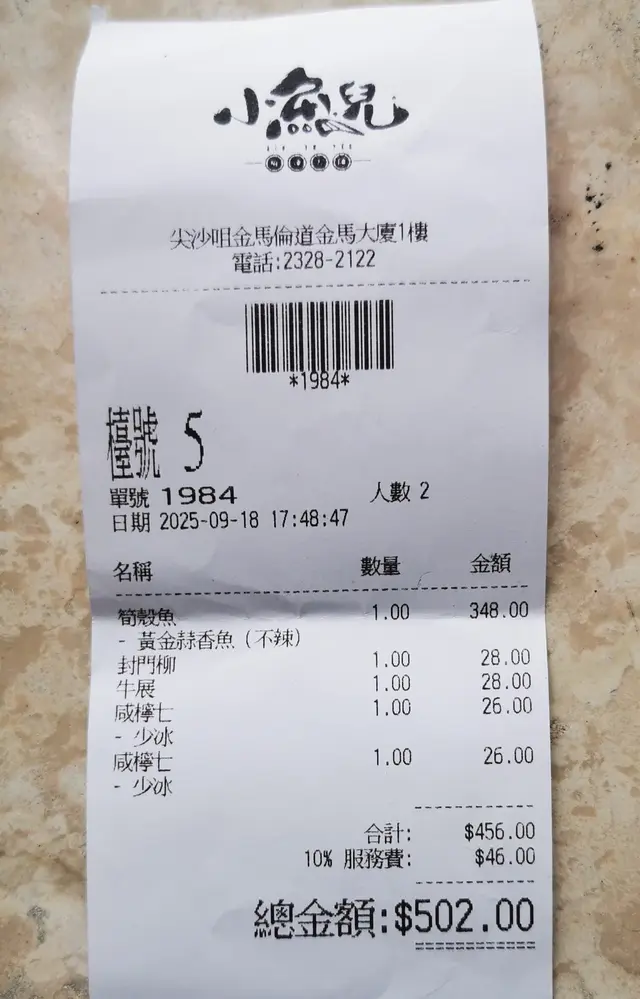 小魚兒
尖沙咀金馬倫道金馬大廈1樓
電話:2328-2122
*1984*
檯號 5
單號 1984 人數 2
日期 2025-09-18 17:48:47
名稱 數量 金額
筍殼魚 1.00 348.00
- 黃金蒜香魚 (不辣)
封門柳 1.00 28.00
牛展 1.00 28.00
咸檸七 1.00 26.00
- 少冰
咸檸七 1.00 26.00
- 少冰
合計: $456.00
10% 服務費: $46.00
總金額:$502.00